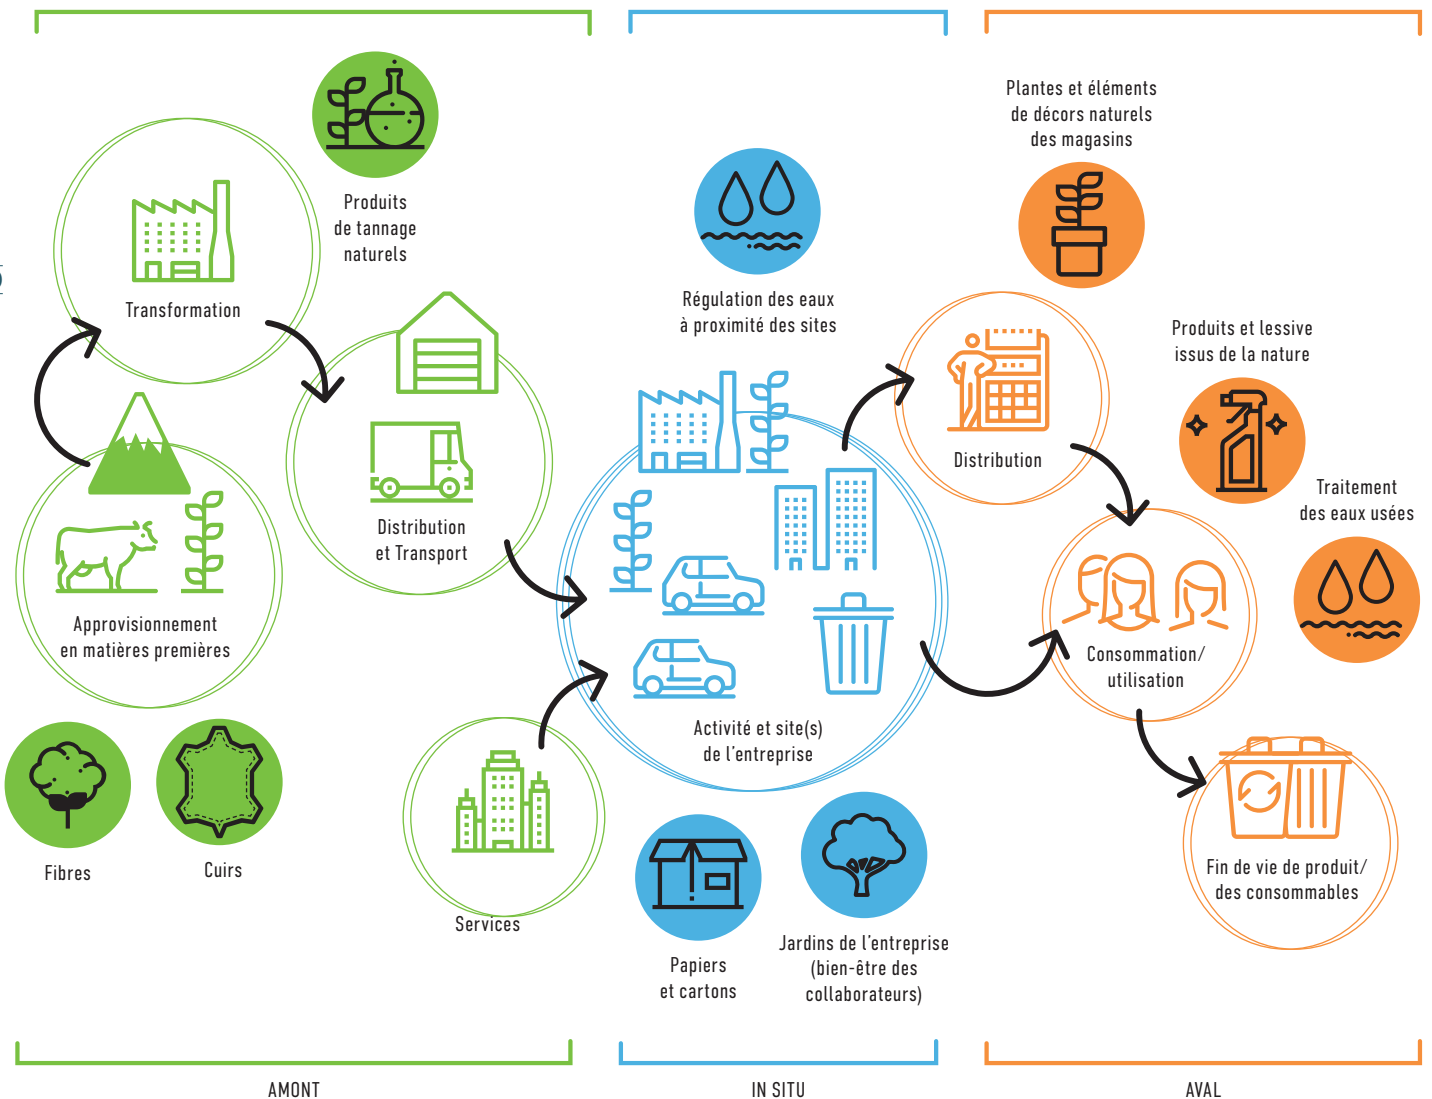 Produits
de tannage
naturels
Transformation
Distribution
et Transport
Approvisionnement
en matières premières
Fibres
Cuirs
Services
Régulation des eaux
à proximité des sites
Activité et site(s)
de l'entreprise
Papiers
et cartons
Jardins de l'entreprise
(bien-être des
collaborateurs)
Plantes et éléments
de décors naturels
des magasins
Distribution
Produits et lessive
issus de la nature
Traitement
des eaux usées
Consommation/
utilisation
Fin de vie de produit/
des consommables
AMONT
IN SITU
AVAL